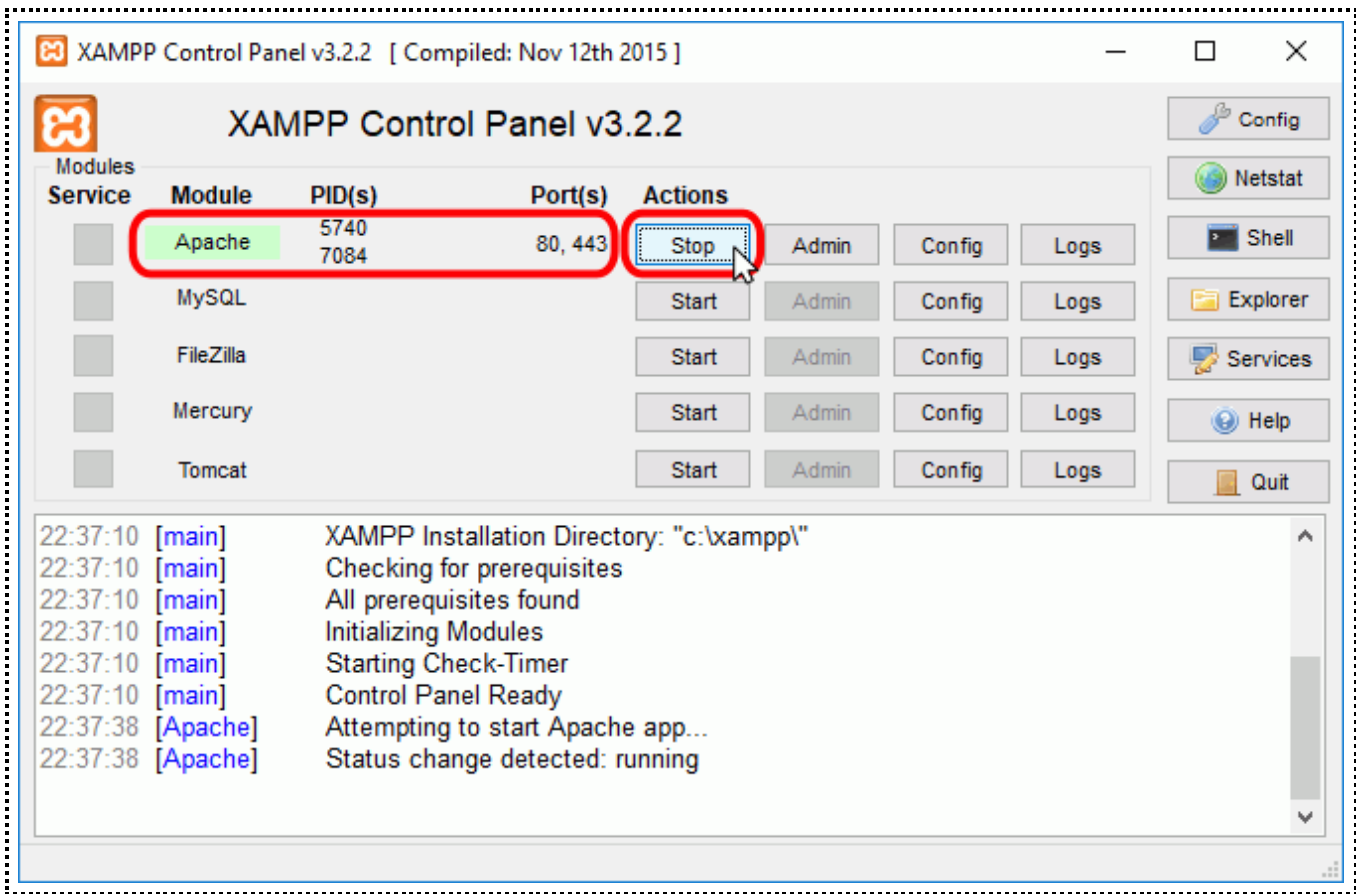 XAMPP Control Panel v3.2.2 [ Compiled: Nov 12th 2015 ]
XAMPP Control Panel v3.2.2
Config
Modules
Netstat
Service Module PID(s) Port(s) Actions
Apache 5740 7084 80, 443 Stop Admin Config Logs
Shell
MySQL Start Admin Config Logs
Explorer
FileZilla Start Admin Config Logs
Services
Mercury Start Admin Config Logs
Help
Tomcat Start Admin Config Logs
Quit
22:37:10 [main] XAMPP Installation Directory: "c:\xampp\"
22:37:10 [main] Checking for prerequisites
22:37:10 [main] All prerequisites found
22:37:10 [main] Initializing Modules
22:37:10 [main] Starting Check-Timer
22:37:10 [main] Control Panel Ready
22:37:38 [Apache] Attempting to start Apache app...
22:37:38 [Apache] Status change detected: running